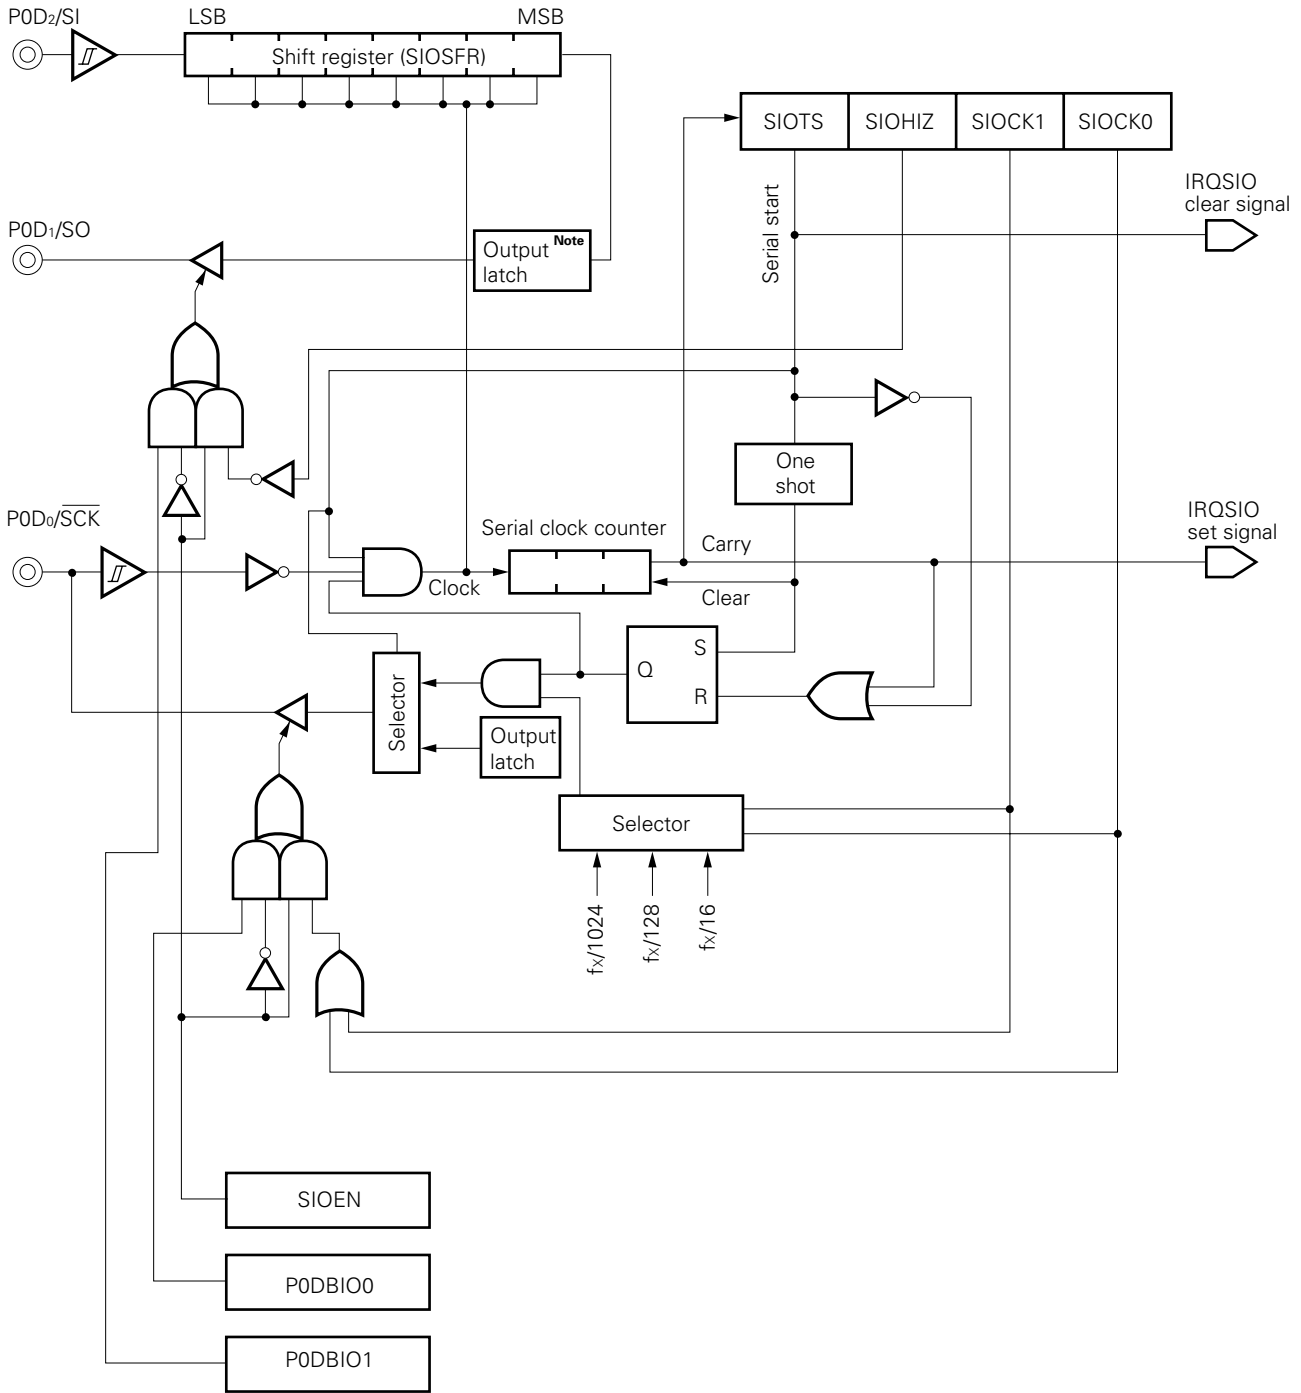 P0D₂/SI
LSB
MSB
Shift register (SIOSFR)
SIOTS
SIOHIZ
SIOCK1
SIOCK0
IRQSIO
clear signal
Serial start
P0D₁/SO
Output Note
latch
One
shot
P0D₀/S̅C̅K̅
Serial clock counter
Carry
IRQSIO
set signal
Clock
Clear
S
Q
R
Selector
Output
latch
Selector
fx/1024
fx/128
fx/16
SIOEN
P0DBIO0
P0DBIO1